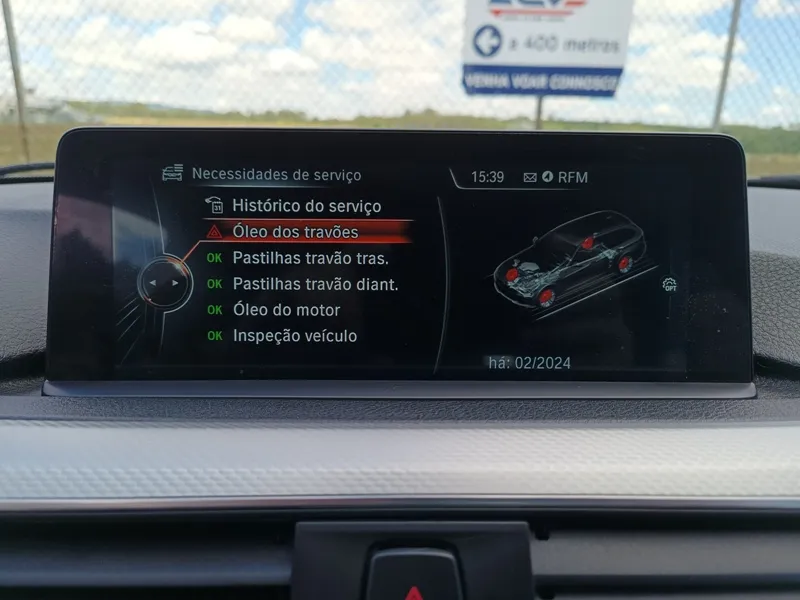 a 400 metros
VENHA VOAR CONNOSCO
Necessidades de serviço
15:39 RFM
31 Histórico do serviço
Óleo dos travões
OK Pastilhas travão tras.
OK Pastilhas travão diant.
OK Óleo do motor
OK Inspeção veículo
OPT
há: 02/2024